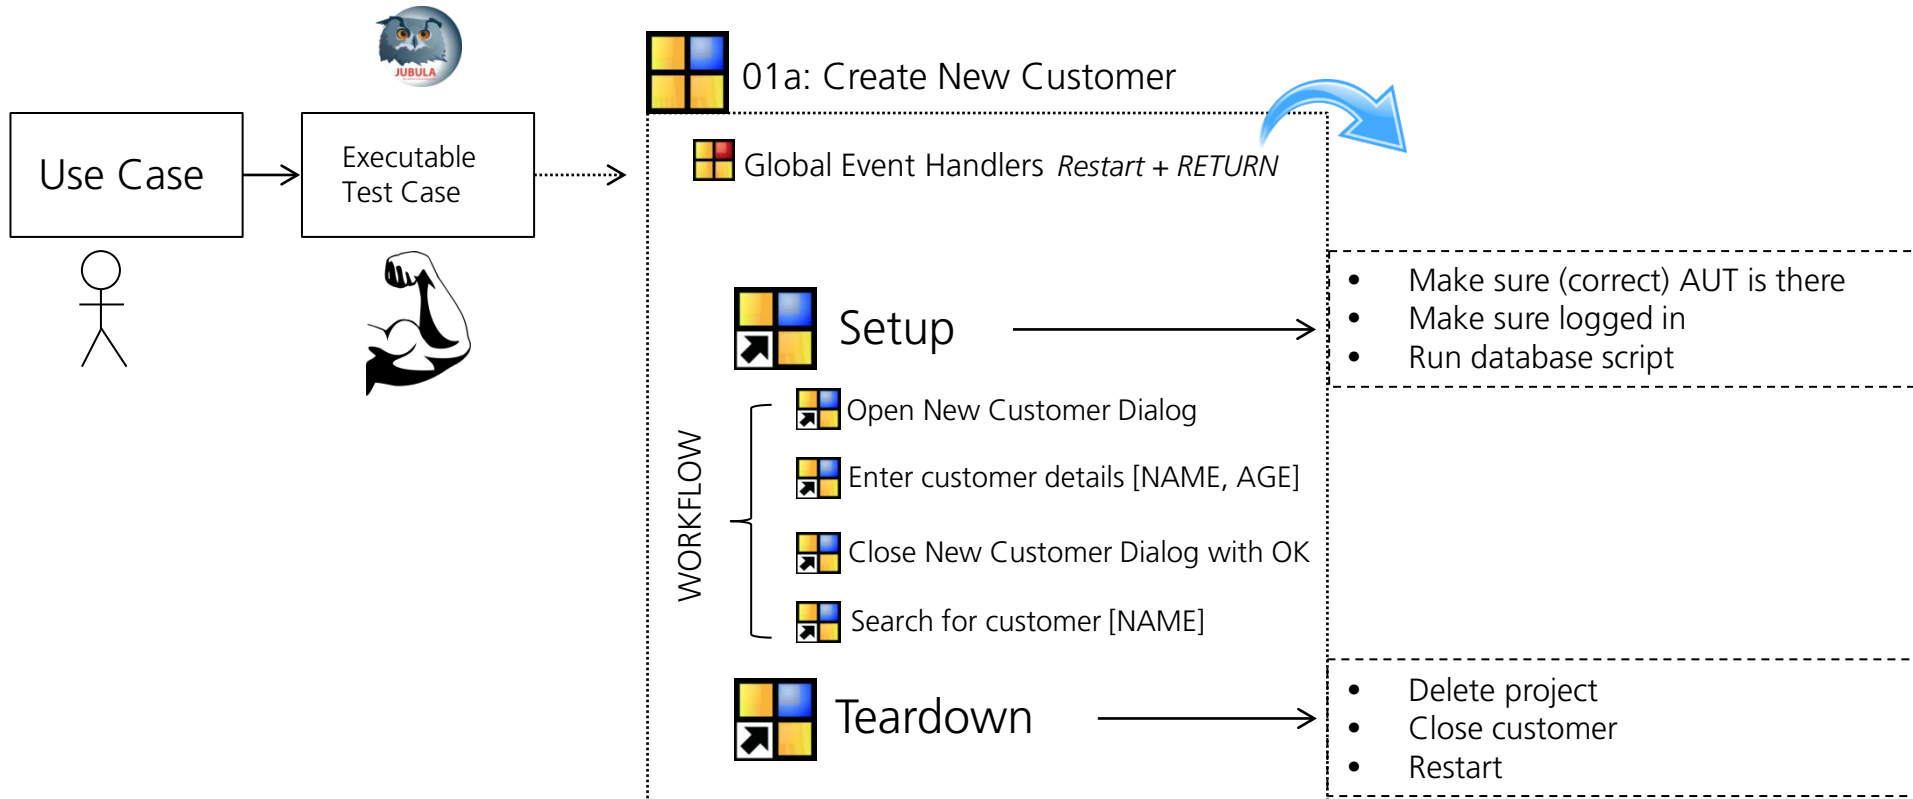 JUBULA
01a: Create New Customer
Use Case
Executable
Test Case
Global Event Handlers Restart + RETURN
Setup
• Make sure (correct) AUT is there
• Make sure logged in
• Run database script
WORKFLOW
Open New Customer Dialog
Enter customer details [NAME, AGE]
Close New Customer Dialog with OK
Search for customer [NAME]
Teardown
• Delete project
• Close customer
• Restart